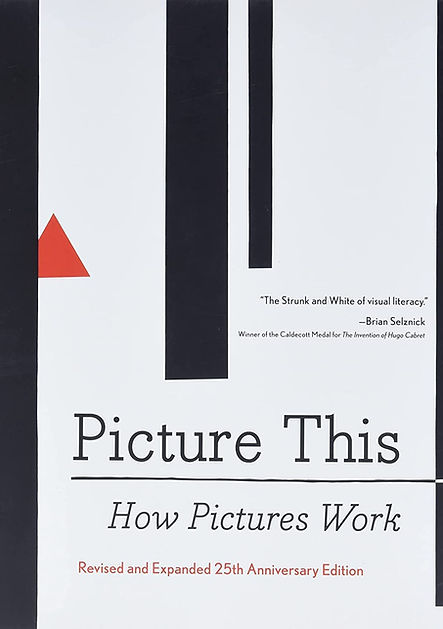 “The Strunk and White of visual literacy.”
—Brian Selznick
Winner of the Caldecott Medal for The Invention of Hugo Cabret
Picture This
How Pictures Work
Revised and Expanded 25th Anniversary Edition